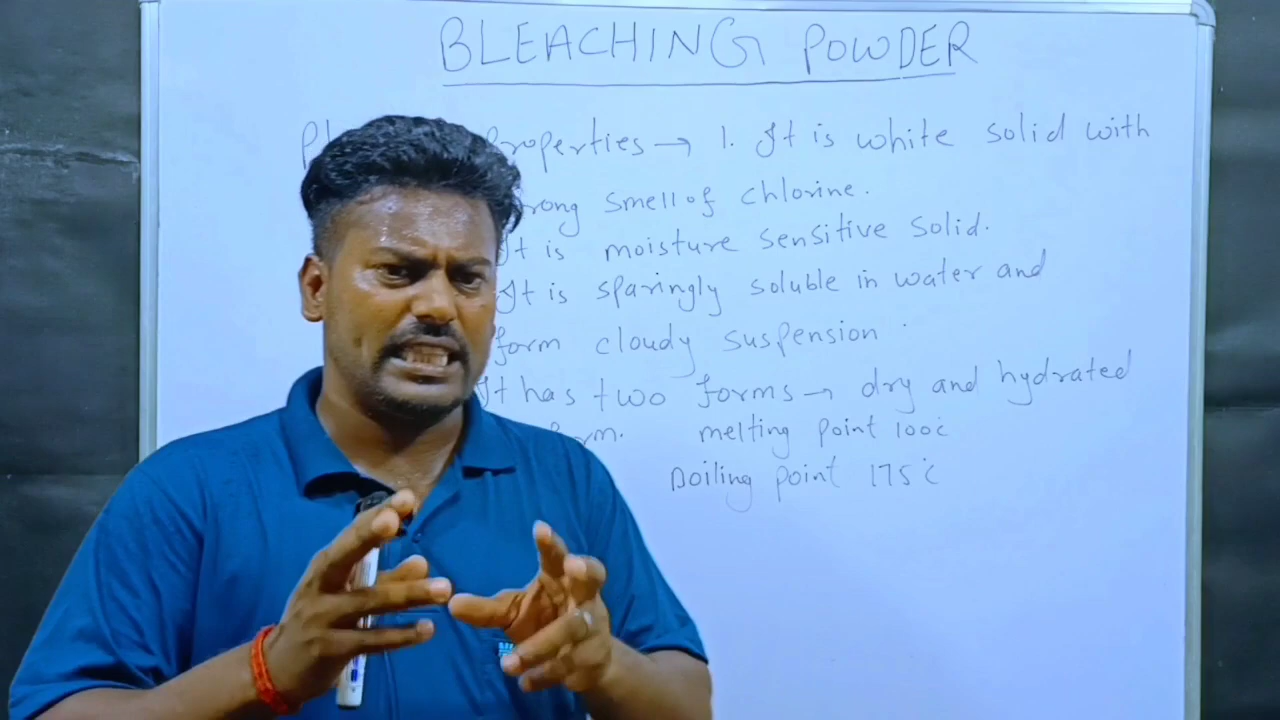 BLEACHING POWDER
Properties → 1. It is white solid with
strong smell of chlorine.
It is moisture sensitive solid.
It is sparingly soluble in water and
form cloudy suspension.
It has two forms → dry and hydrated
form. melting point 100°c
Boiling point 175°c